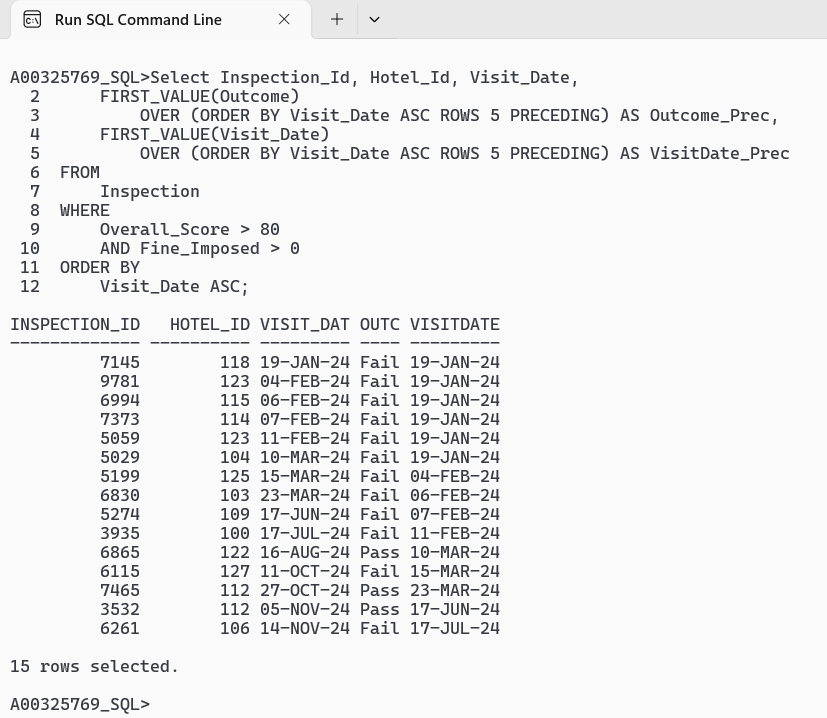 Run SQL Command Line
A00325769_SQL>Select Inspection_Id, Hotel_Id, Visit_Date,
  2      FIRST_VALUE(Outcome)
  3          OVER (ORDER BY Visit_Date ASC ROWS 5 PRECEDING) AS Outcome_Prec,
  4      FIRST_VALUE(Visit_Date)
  5          OVER (ORDER BY Visit_Date ASC ROWS 5 PRECEDING) AS VisitDate_Prec
  6  FROM
  7      Inspection
  8  WHERE
  9      Overall_Score > 80
 10      AND Fine_Imposed > 0
 11  ORDER BY
 12      Visit_Date ASC;
INSPECTION_ID   HOTEL_ID VISIT_DAT OUTC VISITDATE
------------- ---------- --------- ---- ---------
         7145        118 19-JAN-24 Fail 19-JAN-24
         9781        123 04-FEB-24 Fail 19-JAN-24
         6994        115 06-FEB-24 Fail 19-JAN-24
         7373        114 07-FEB-24 Fail 19-JAN-24
         5059        123 11-FEB-24 Fail 19-JAN-24
         5029        104 10-MAR-24 Fail 19-JAN-24
         5199        125 15-MAR-24 Fail 04-FEB-24
         6830        103 23-MAR-24 Fail 06-FEB-24
         5274        109 17-JUN-24 Fail 07-FEB-24
         3935        100 17-JUL-24 Fail 11-FEB-24
         6865        122 16-AUG-24 Pass 10-MAR-24
         6115        127 11-OCT-24 Fail 15-MAR-24
         7465        112 27-OCT-24 Pass 23-MAR-24
         3532        112 05-NOV-24 Pass 17-JUN-24
         6261        106 14-NOV-24 Fail 17-JUL-24
15 rows selected.
A00325769_SQL>